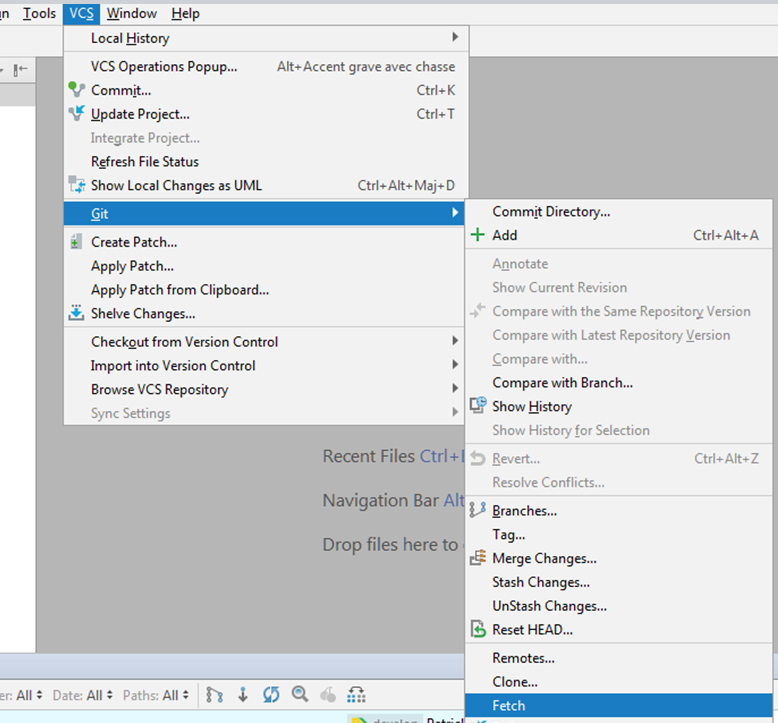 Tools VCS Window Help
Local History
VCS Operations Popup... Alt+Accent grave avec chasse
Commit... Ctrl+K
Update Project... Ctrl+T
Integrate Project...
Refresh File Status
Show Local Changes as UML Ctrl+Alt+Maj+D
Git
Create Patch...
Apply Patch...
Apply Patch from Clipboard...
Shelve Changes...
Checkout from Version Control
Import into Version Control
Browse VCS Repository
Sync Settings
Commit Directory...
Add Ctrl+Alt+A
Annotate
Show Current Revision
Compare with the Same Repository Version
Compare with Latest Repository Version
Compare with...
Compare with Branch...
Show History
Show History for Selection
Revert... Ctrl+Alt+Z
Resolve Conflicts...
Branches...
Tag...
Merge Changes...
Stash Changes...
UnStash Changes...
Reset HEAD...
Remotes...
Clone...
Fetch
Recent Files Ctrl+
Navigation Bar Alt
Drop files here to
er: All Date: All Paths: All
develop